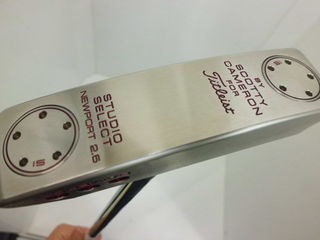 STUDIO
SELECT
NEWPORT 2.6
BY
SCOTTY
CAMERON
FOR
Titleist